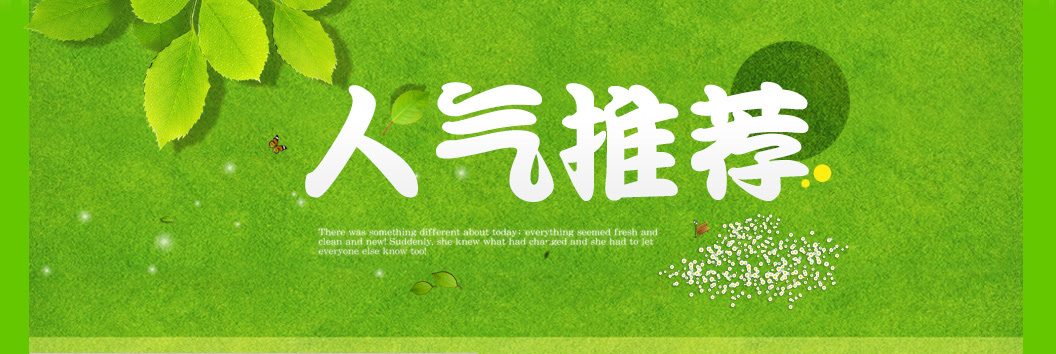 人气推荐
There was something different about today; everything seemed fresh and
clean and new! Suddenly, she knew what had changed and she had to let
everyone else know too!